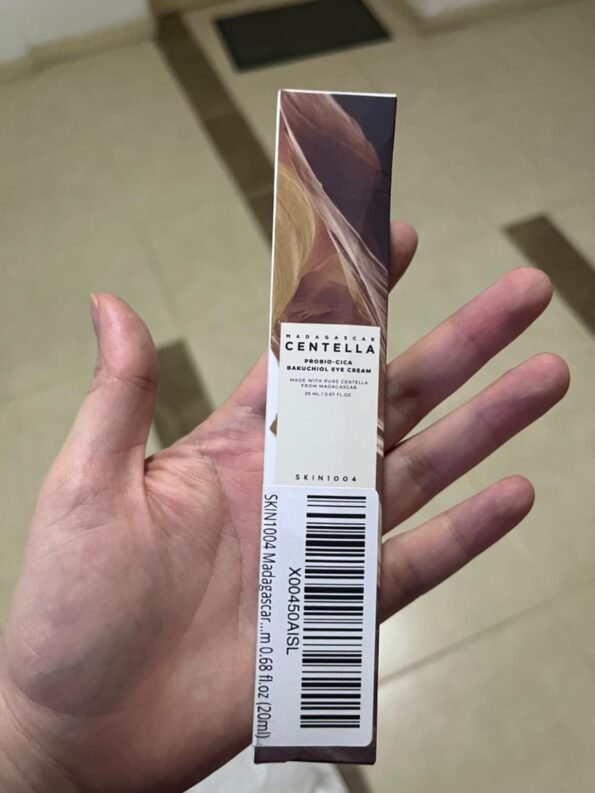 MADAGASCAR
CENTELLA
PROBIO-CICA
BAKUCHIOL EYE CREAM
MADE WITH PURE CENTELLA
FROM MADAGASCAR
20 ML / 0.67 FL.OZ
SKIN1004
X00450AISL
SKIN1004 Madagascar...m 0.68 fl.oz (20ml)